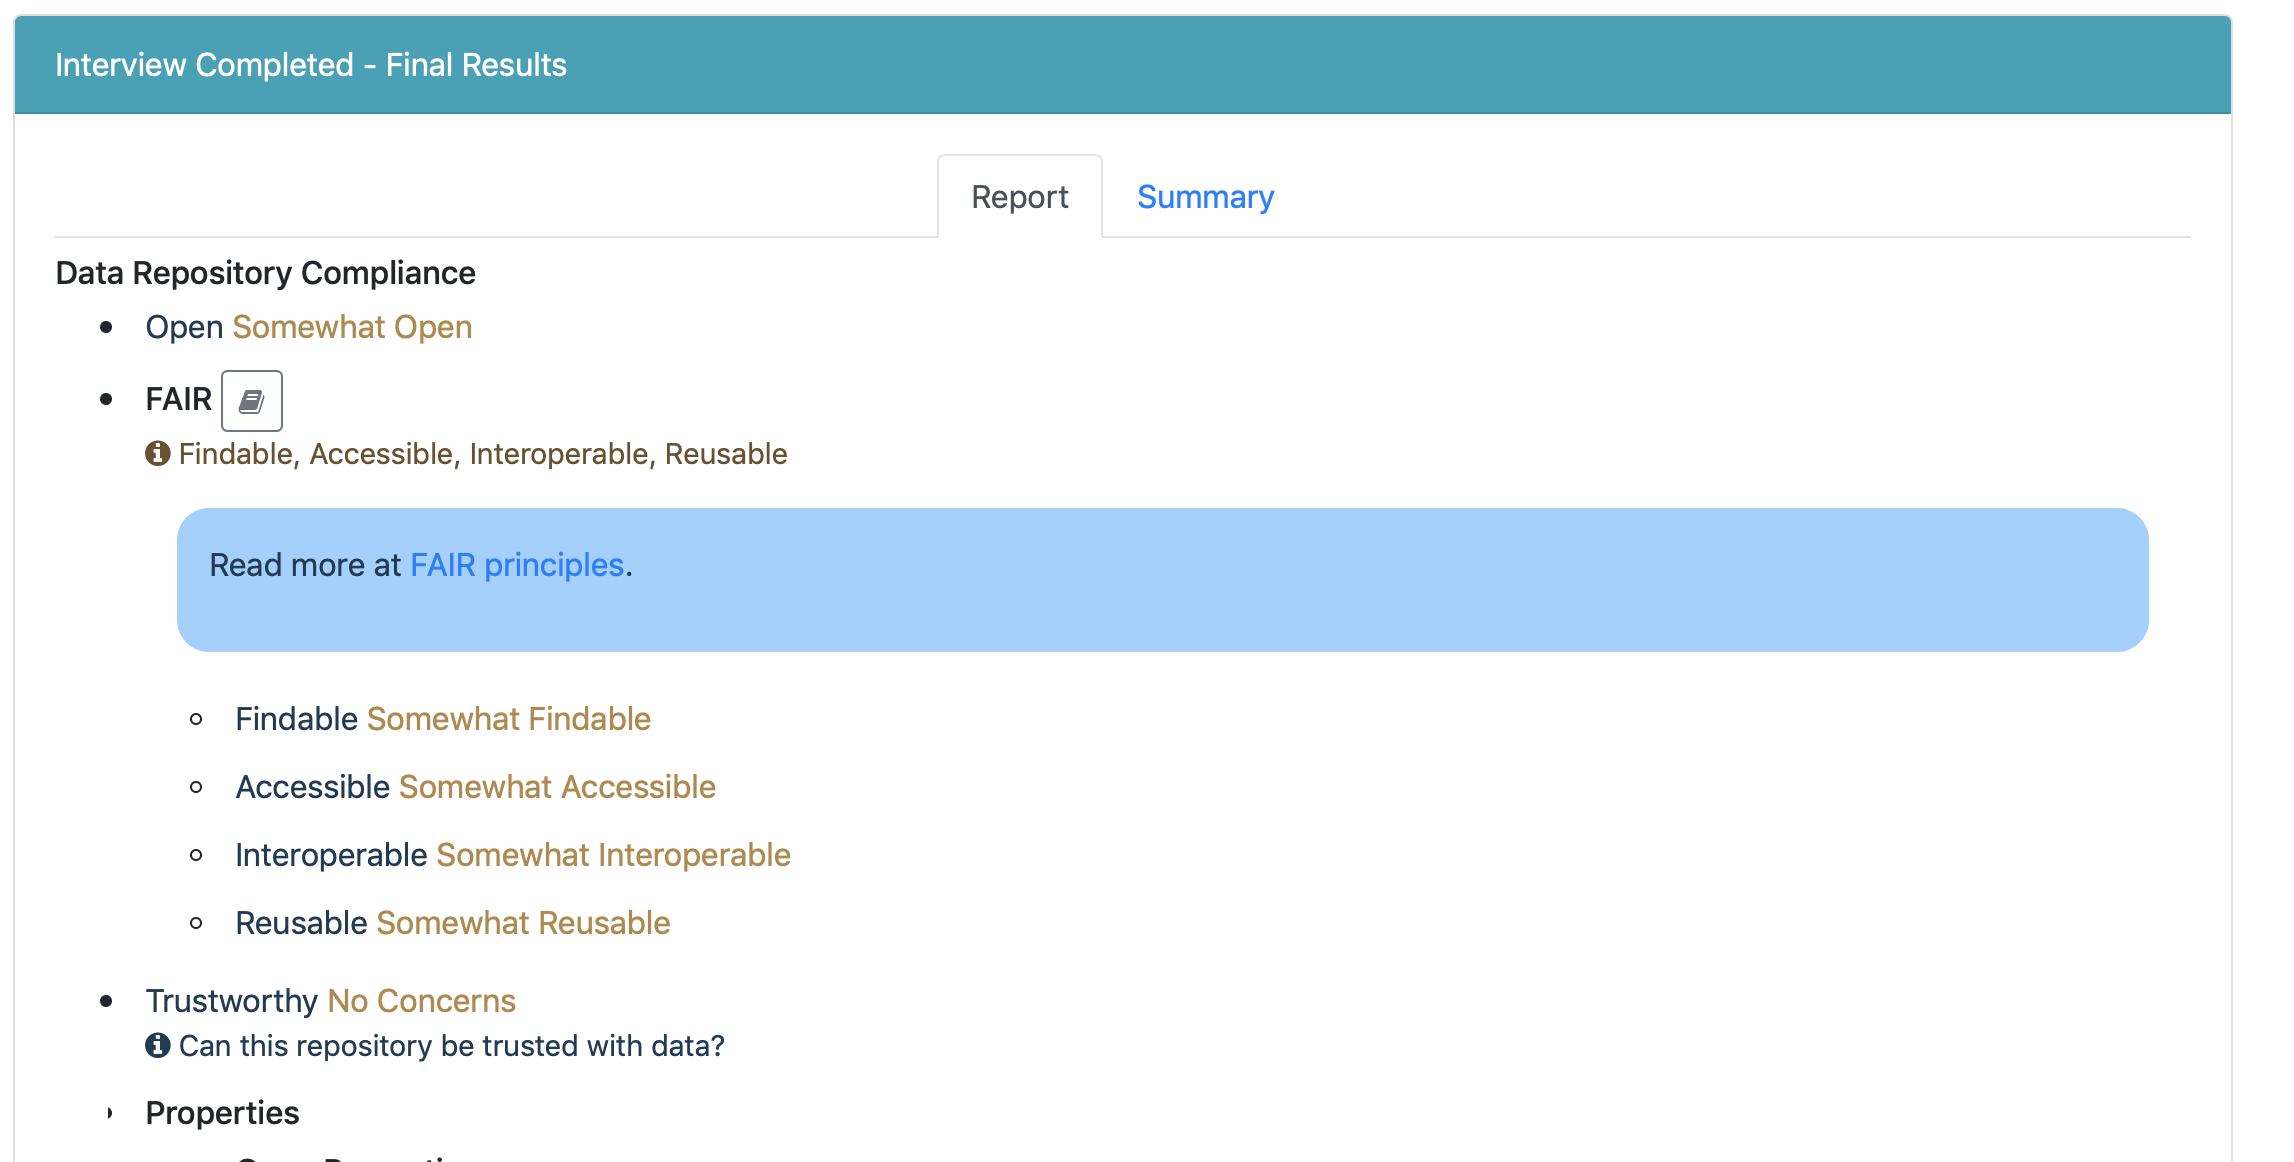 Interview Completed - Final Results
Report Summary
Data Repository Compliance
Open Somewhat Open
FAIR
Findable, Accessible, Interoperable, Reusable
Read more at FAIR principles.
Findable Somewhat Findable
Accessible Somewhat Accessible
Interoperable Somewhat Interoperable
Reusable Somewhat Reusable
Trustworthy No Concerns
Can this repository be trusted with data?
Properties